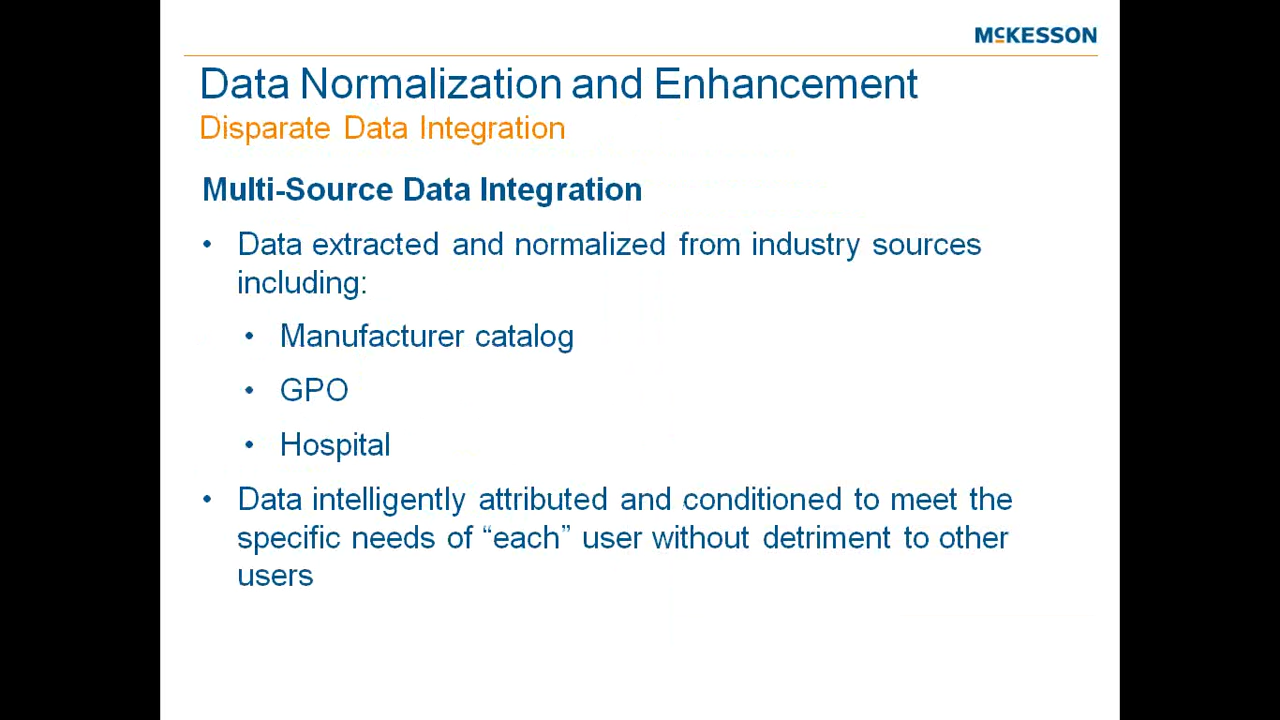 MCKESSON
Data Normalization and Enhancement
Disparate Data Integration
Multi-Source Data Integration
• Data extracted and normalized from industry sources
including:
• Manufacturer catalog
• GPO
• Hospital
• Data intelligently attributed and conditioned to meet the
specific needs of “each” user without detriment to other
users